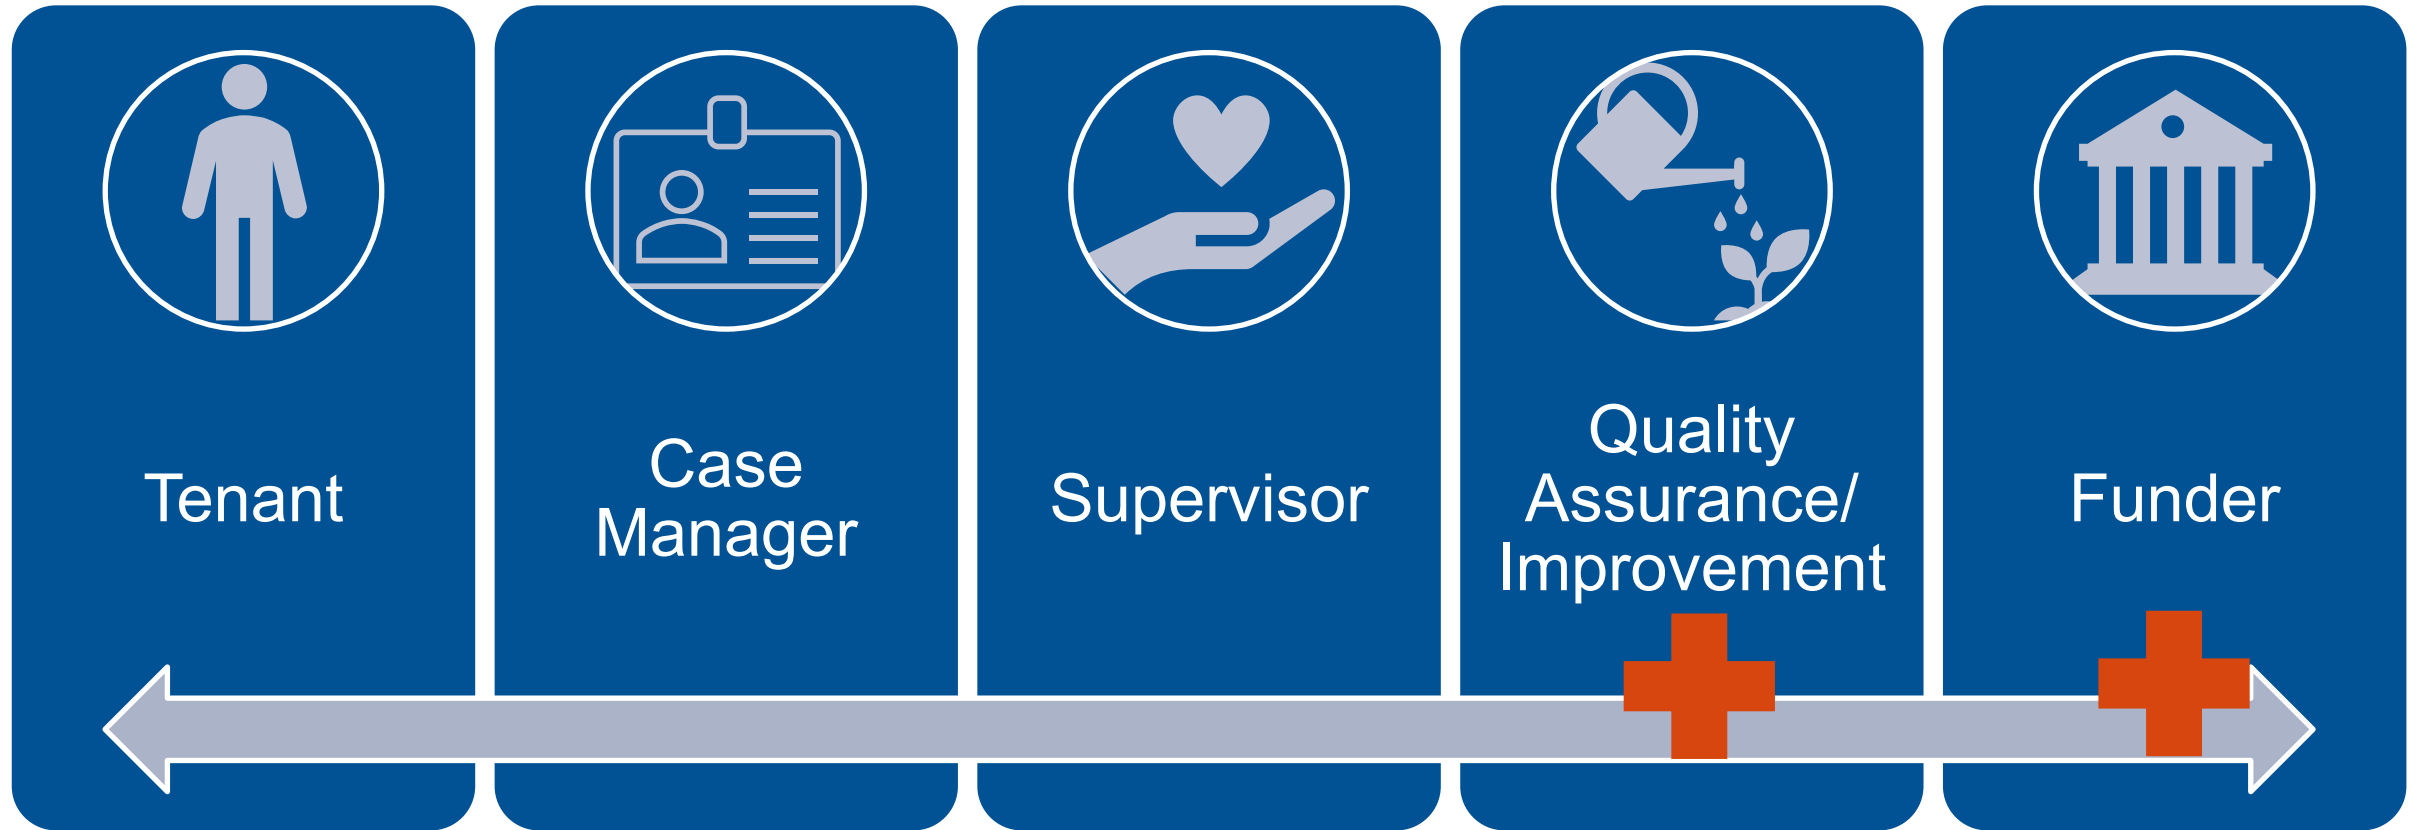 Tenant
Case
Manager
Supervisor
Quality
Assurance/
Improvement
Funder